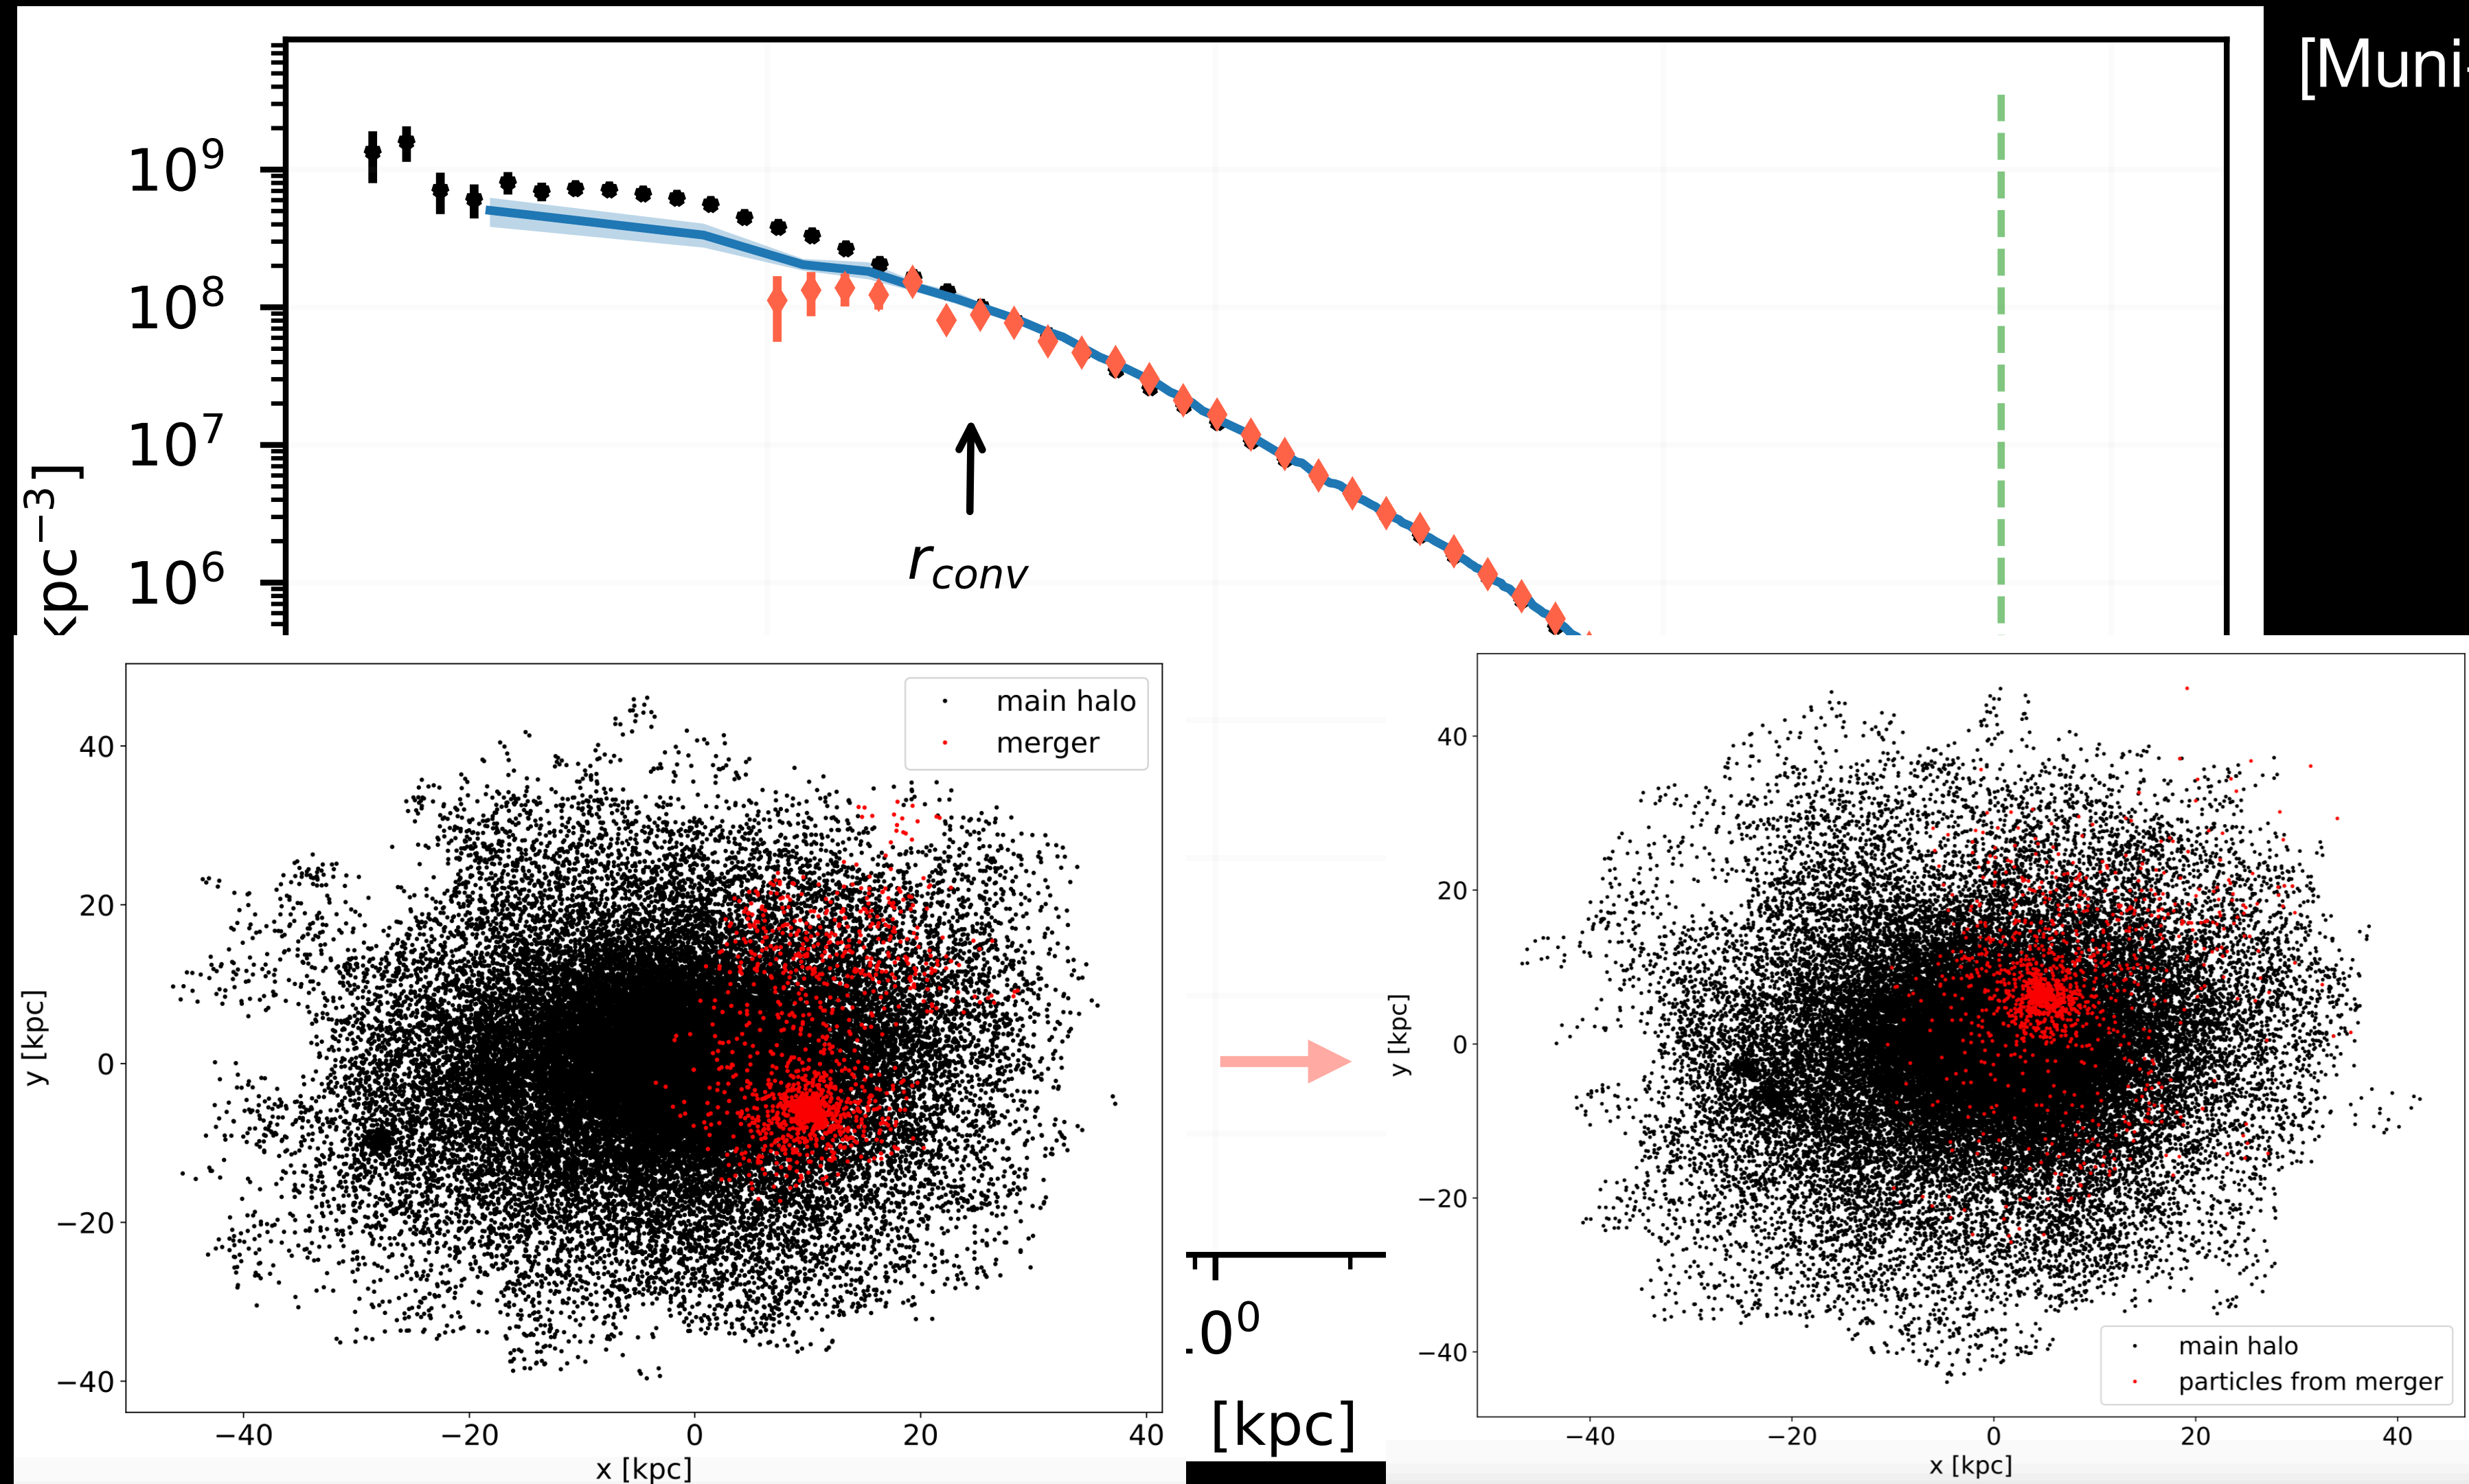 [Muni-
10⁹
10⁸
10⁷
10⁶
kpc⁻³]
r_conv
main halo
merger
40
20
0
−20
−40
y [kpc]
−40
−20
0
20
40
x [kpc]
.0⁰
[kpc]
40
20
0
−20
−40
y [kpc]
main halo
particles from merger
−40
−20
0
20
40
x [kpc]